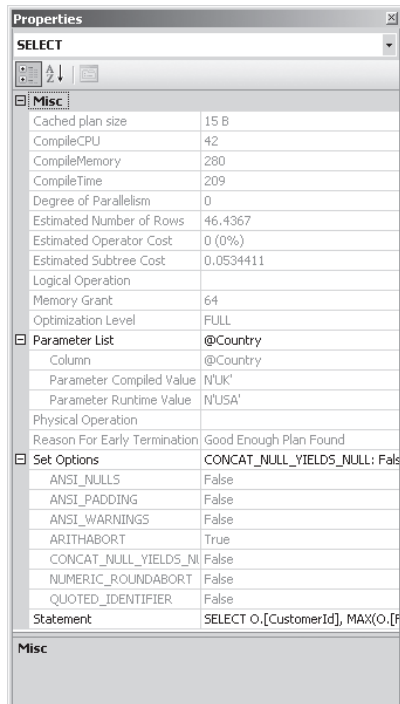 Properties
SELECT
Misc
Cached plan size 15 B
CompileCPU 42
CompileMemory 280
CompileTime 209
Degree of Parallelism 0
Estimated Number of Rows 46.4367
Estimated Operator Cost 0 (0%)
Estimated Subtree Cost 0.0534411
Logical Operation
Memory Grant 64
Optimization Level FULL
Parameter List @Country
Column @Country
Parameter Compiled Value N'UK'
Parameter Runtime Value N'USA'
Physical Operation
Reason For Early Termination Good Enough Plan Found
Set Options CONCAT_NULL_YIELDS_NULL: Fals
ANSI_NULLS False
ANSI_PADDING False
ANSI_WARNINGS False
ARITHABORT True
CONCAT_NULL_YIELDS_NU False
NUMERIC_ROUNDABORT False
QUOTED_IDENTIFIER False
Statement SELECT O.[CustomerId], MAX(O.[F
Misc